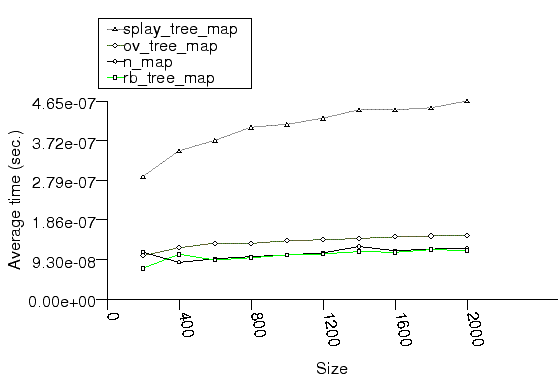 splay_tree_map
ov_tree_map
n_map
rb_tree_map
4.65e-07
3.72e-07
2.79e-07
1.86e-07
9.30e-08
0.00e+00
Average time (sec.)
0
400
800
1200
1600
2000
Size